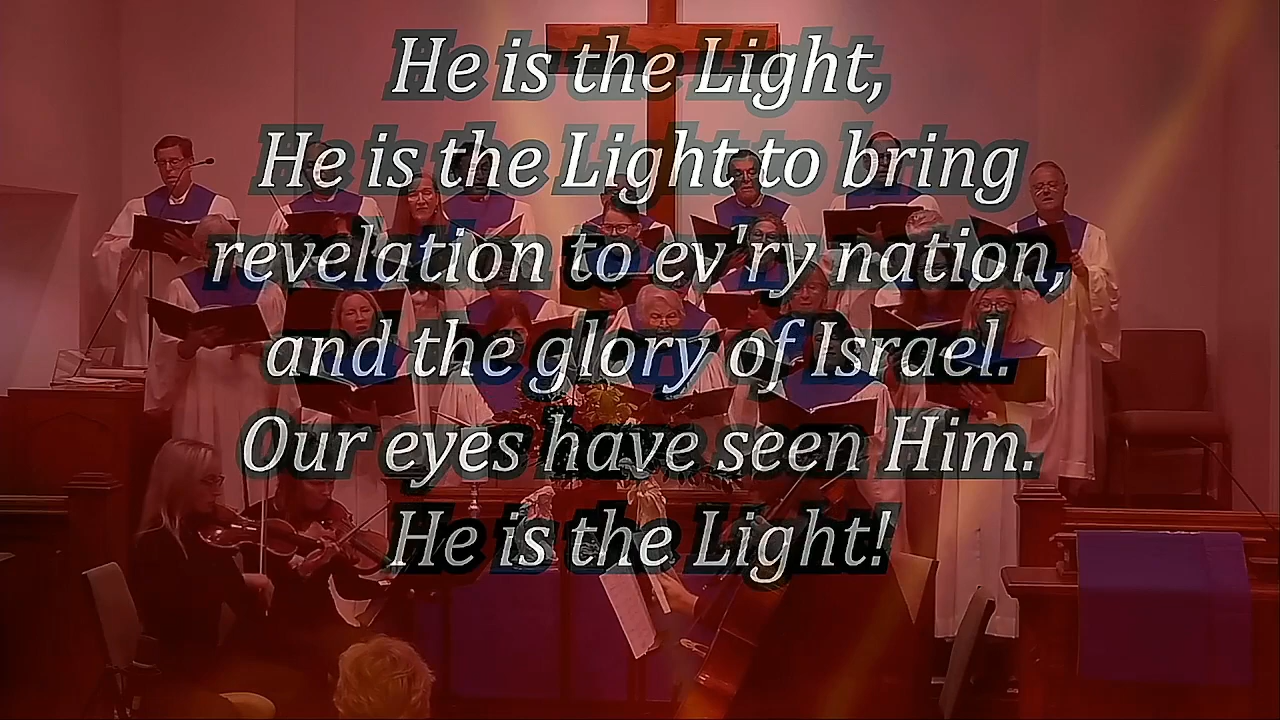 He is the Light,
He is the Light to bring
revelation to ev'ry nation,
and the glory of Israel.
Our eyes have seen Him.
He is the Light!